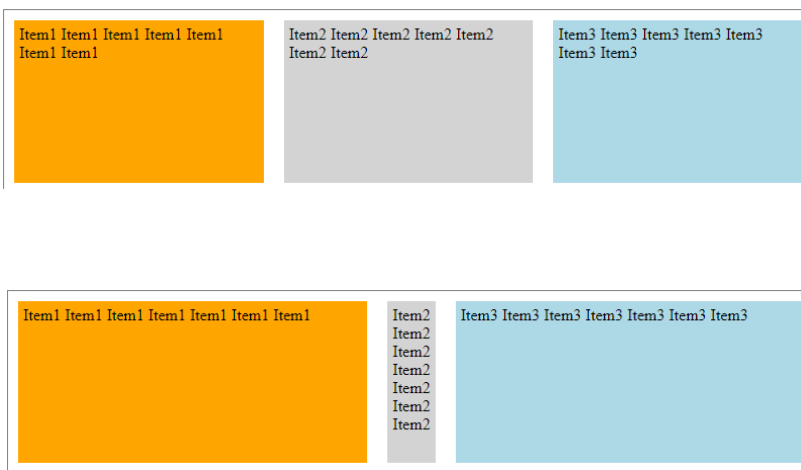 Item1 Item1 Item1 Item1 Item1
Item1 Item1
Item2 Item2 Item2 Item2 Item2
Item2 Item2
Item3 Item3 Item3 Item3 Item3
Item3 Item3
Item1 Item1 Item1 Item1 Item1 Item1 Item1
Item2
Item2
Item2
Item2
Item2
Item2
Item2
Item3 Item3 Item3 Item3 Item3 Item3 Item3